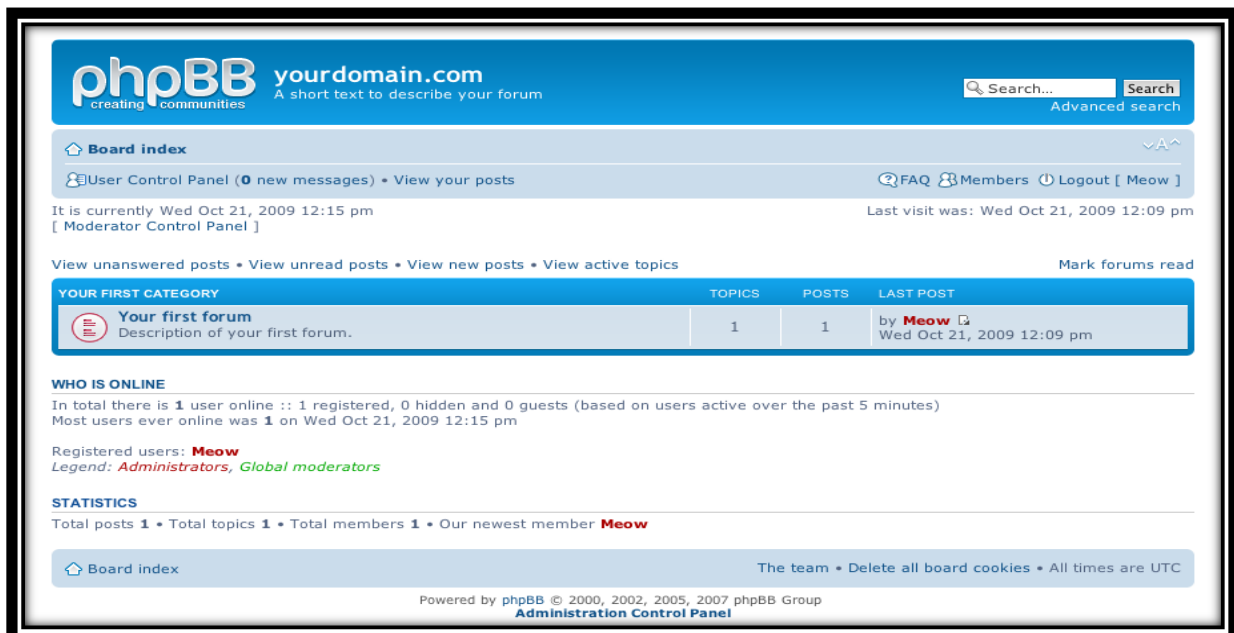 phpBB
creating communities
yourdomain.com
A short text to describe your forum
Search... Search
Advanced search
Board index
A
User Control Panel (0 new messages) • View your posts
FAQ Members Logout [ Meow ]
It is currently Wed Oct 21, 2009 12:15 pm
Last visit was: Wed Oct 21, 2009 12:09 pm
[ Moderator Control Panel ]
View unanswered posts • View unread posts • View new posts • View active topics
Mark forums read
YOUR FIRST CATEGORY TOPICS POSTS LAST POST
Your first forum
Description of your first forum.
1 1
by Meow
Wed Oct 21, 2009 12:09 pm
WHO IS ONLINE
In total there is 1 user online :: 1 registered, 0 hidden and 0 guests (based on users active over the past 5 minutes)
Most users ever online was 1 on Wed Oct 21, 2009 12:15 pm
Registered users: Meow
Legend: Administrators, Global moderators
STATISTICS
Total posts 1 • Total topics 1 • Total members 1 • Our newest member Meow
Board index
The team • Delete all board cookies • All times are UTC
Powered by phpBB © 2000, 2002, 2005, 2007 phpBB Group
Administration Control Panel